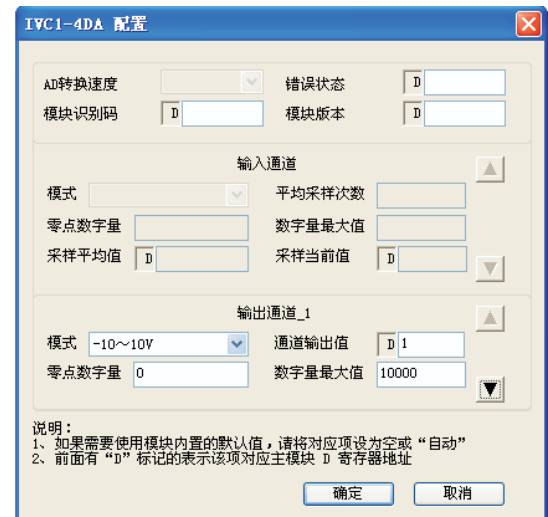 IVC1-4DA 配置
AD转换速度 错误状态 D
模块识别码 D 模块版本 D
输入通道
模式 平均采样次数
零点数字量 数字量最大值
采样平均值 D 采样当前值 D
输出通道_1
模式 -10～10V 通道输出值 D 1
零点数字量 0 数字量最大值 10000
说明：
1、如果需要使用模块内置的默认值，请将对应项设为空或“自动”
2、前面有“D”标记的表示该项对应主模块 D 寄存器地址
确定 取消